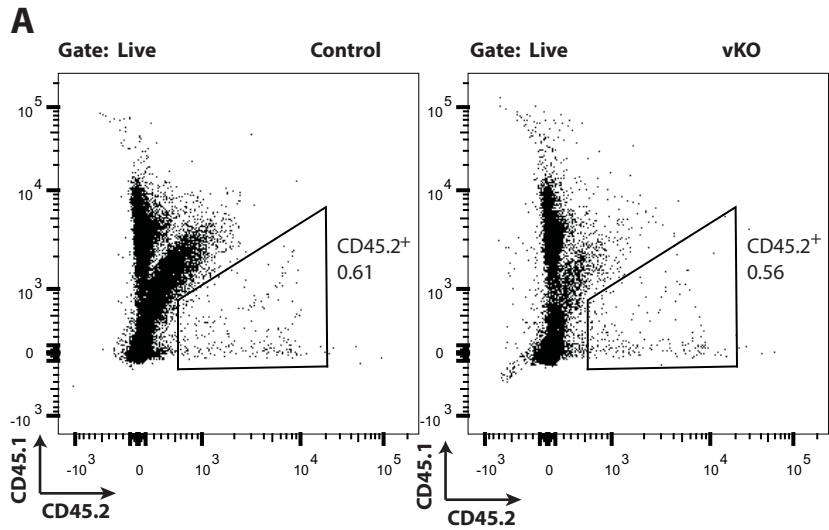 A
Gate: Live Control
10^5
10^4
10^3
0
-10^3
CD45.2+
0.61
-10^3 0 10^3 10^4 10^5
CD45.1
CD45.2
Gate: Live vKO
10^5
10^4
10^3
0
-10^3
CD45.2+
0.56
-10^3 0 10^3 10^4 10^5
CD45.1
CD45.2